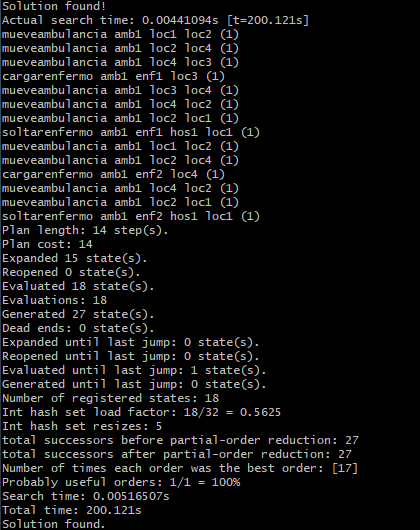 Solution found!
Actual search time: 0.00441094s [t=200.121s]
mueveambulancia amb1 loc1 loc2 (1)
mueveambulancia amb1 loc2 loc4 (1)
mueveambulancia amb1 loc4 loc3 (1)
cargarenfermo amb1 enf1 loc3 (1)
mueveambulancia amb1 loc3 loc4 (1)
mueveambulancia amb1 loc4 loc2 (1)
mueveambulancia amb1 loc2 loc1 (1)
soltarenfermo amb1 enf1 hos1 loc1 (1)
mueveambulancia amb1 loc1 loc2 (1)
mueveambulancia amb1 loc2 loc4 (1)
cargarenfermo amb1 enf2 loc4 (1)
mueveambulancia amb1 loc4 loc2 (1)
mueveambulancia amb1 loc2 loc1 (1)
soltarenfermo amb1 enf2 hos1 loc1 (1)
Plan length: 14 step(s).
Plan cost: 14
Expanded 15 state(s).
Reopened 0 state(s).
Evaluated 18 state(s).
Evaluations: 18
Generated 27 state(s).
Dead ends: 0 state(s).
Expanded until last jump: 0 state(s).
Reopened until last jump: 0 state(s).
Evaluated until last jump: 1 state(s).
Generated until last jump: 0 state(s).
Number of registered states: 18
Int hash set load factor: 18/32 = 0.5625
Int hash set resizes: 5
total successors before partial-order reduction: 27
total successors after partial-order reduction: 27
Number of times each order was the best order: [17]
Probably useful orders: 1/1 = 100%
Search time: 0.00516507s
Total time: 200.121s
Solution found.